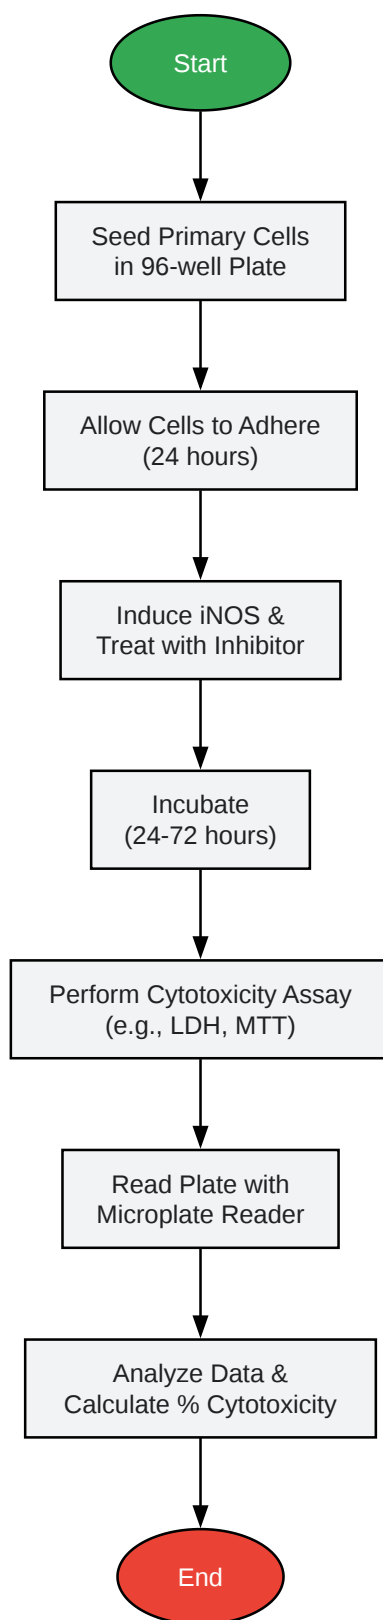 Start
Seed Primary Cells
in 96-well Plate
Allow Cells to Adhere
(24 hours)
Induce iNOS &
Treat with Inhibitor
Incubate
(24-72 hours)
Perform Cytotoxicity Assay
(e.g., LDH, MTT)
Read Plate with
Microplate Reader
Analyze Data &
Calculate % Cytotoxicity
End